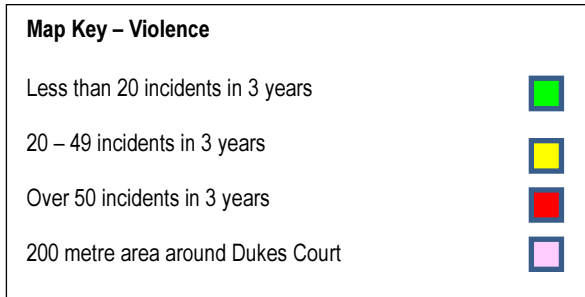 Map Key – Violence
Less than 20 incidents in 3 years
20 – 49 incidents in 3 years
Over 50 incidents in 3 years
200 metre area around Dukes Court